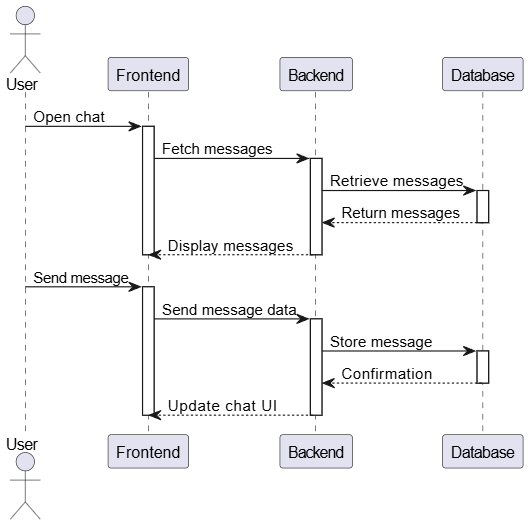 User
Frontend
Backend
Database
Open chat
Fetch messages
Retrieve messages
Return messages
Display messages
Send message
Send message data
Store message
Confirmation
Update chat UI
User
Frontend
Backend
Database